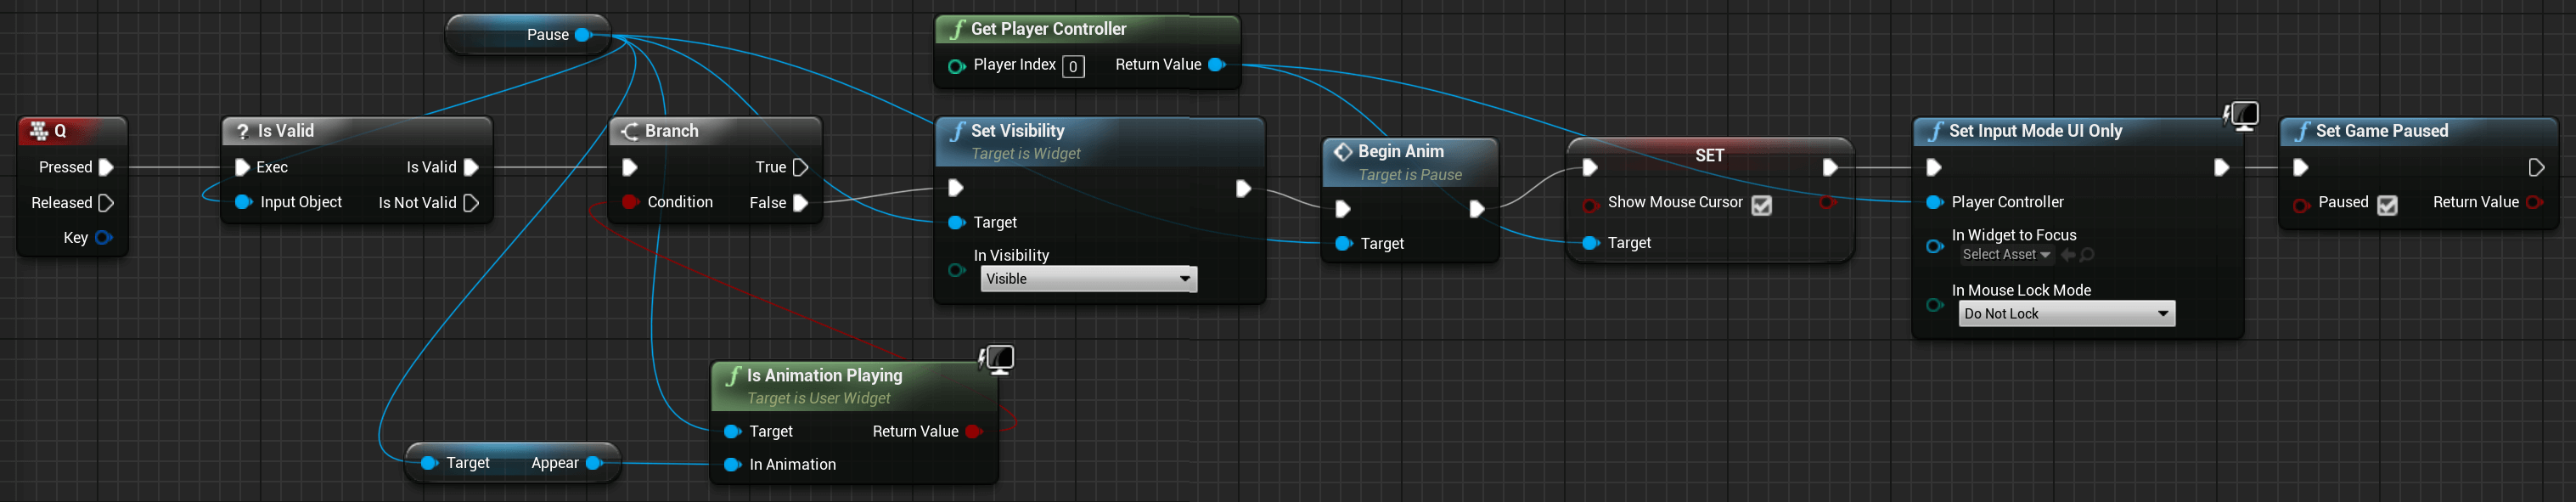 Pause
Get Player Controller
Player Index 0 Return Value
Q
Pressed
Released
Key
? Is Valid
Exec Is Valid
Input Object Is Not Valid
Branch
True
Condition False
Set Visibility
Target is Widget
Target
In Visibility
Visible
Begin Anim
Target is Pause
Target
SET
Show Mouse Cursor
Target
Set Input Mode UI Only
Player Controller
In Widget to Focus
Select Asset
In Mouse Lock Mode
Do Not Lock
Set Game Paused
Paused Return Value
Is Animation Playing
Target is User Widget
Target Return Value
In Animation
Target Appear